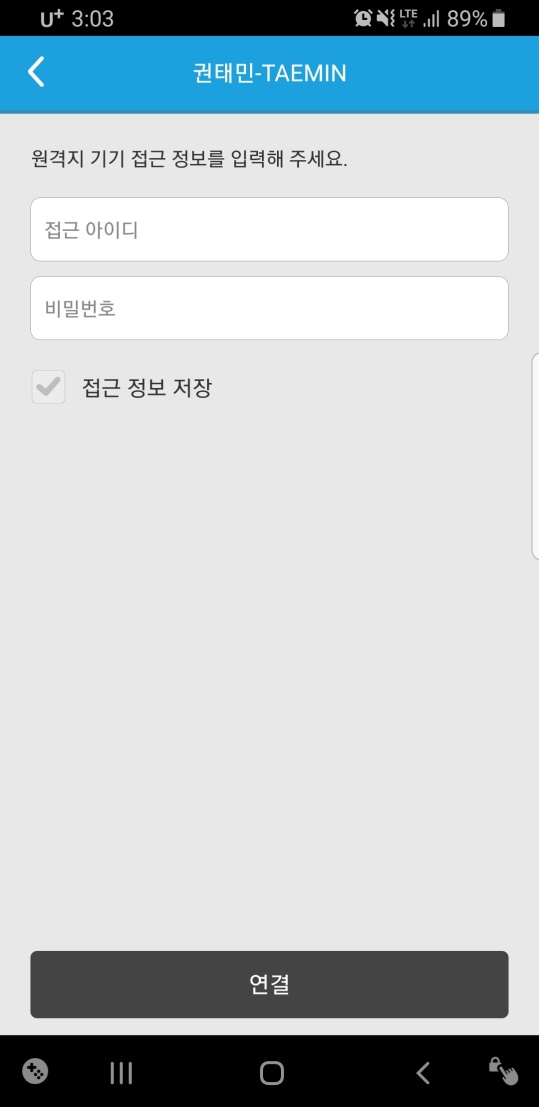 U+ 3:03 LTE 89%
권태민-TAEMIN
원격지 기기 접근 정보를 입력해 주세요.
접근 아이디
비밀번호
접근 정보 저장
연결